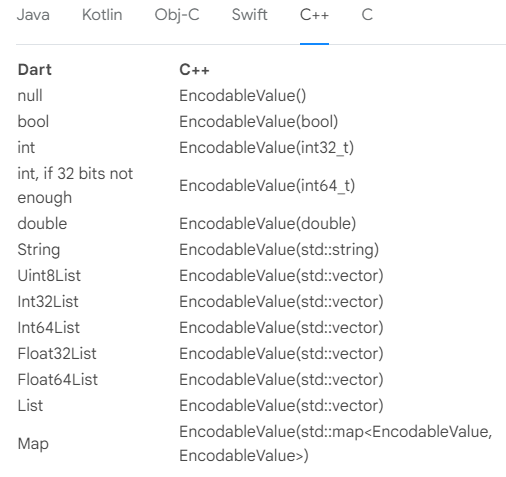 Java Kotlin Obj-C Swift C++ C
Dart C++
null EncodableValue()
bool EncodableValue(bool)
int EncodableValue(int32_t)
int, if 32 bits not
enough EncodableValue(int64_t)
double EncodableValue(double)
String EncodableValue(std::string)
Uint8List EncodableValue(std::vector)
Int32List EncodableValue(std::vector)
Int64List EncodableValue(std::vector)
Float32List EncodableValue(std::vector)
Float64List EncodableValue(std::vector)
List EncodableValue(std::vector)
Map EncodableValue(std::map<EncodableValue,
EncodableValue>)